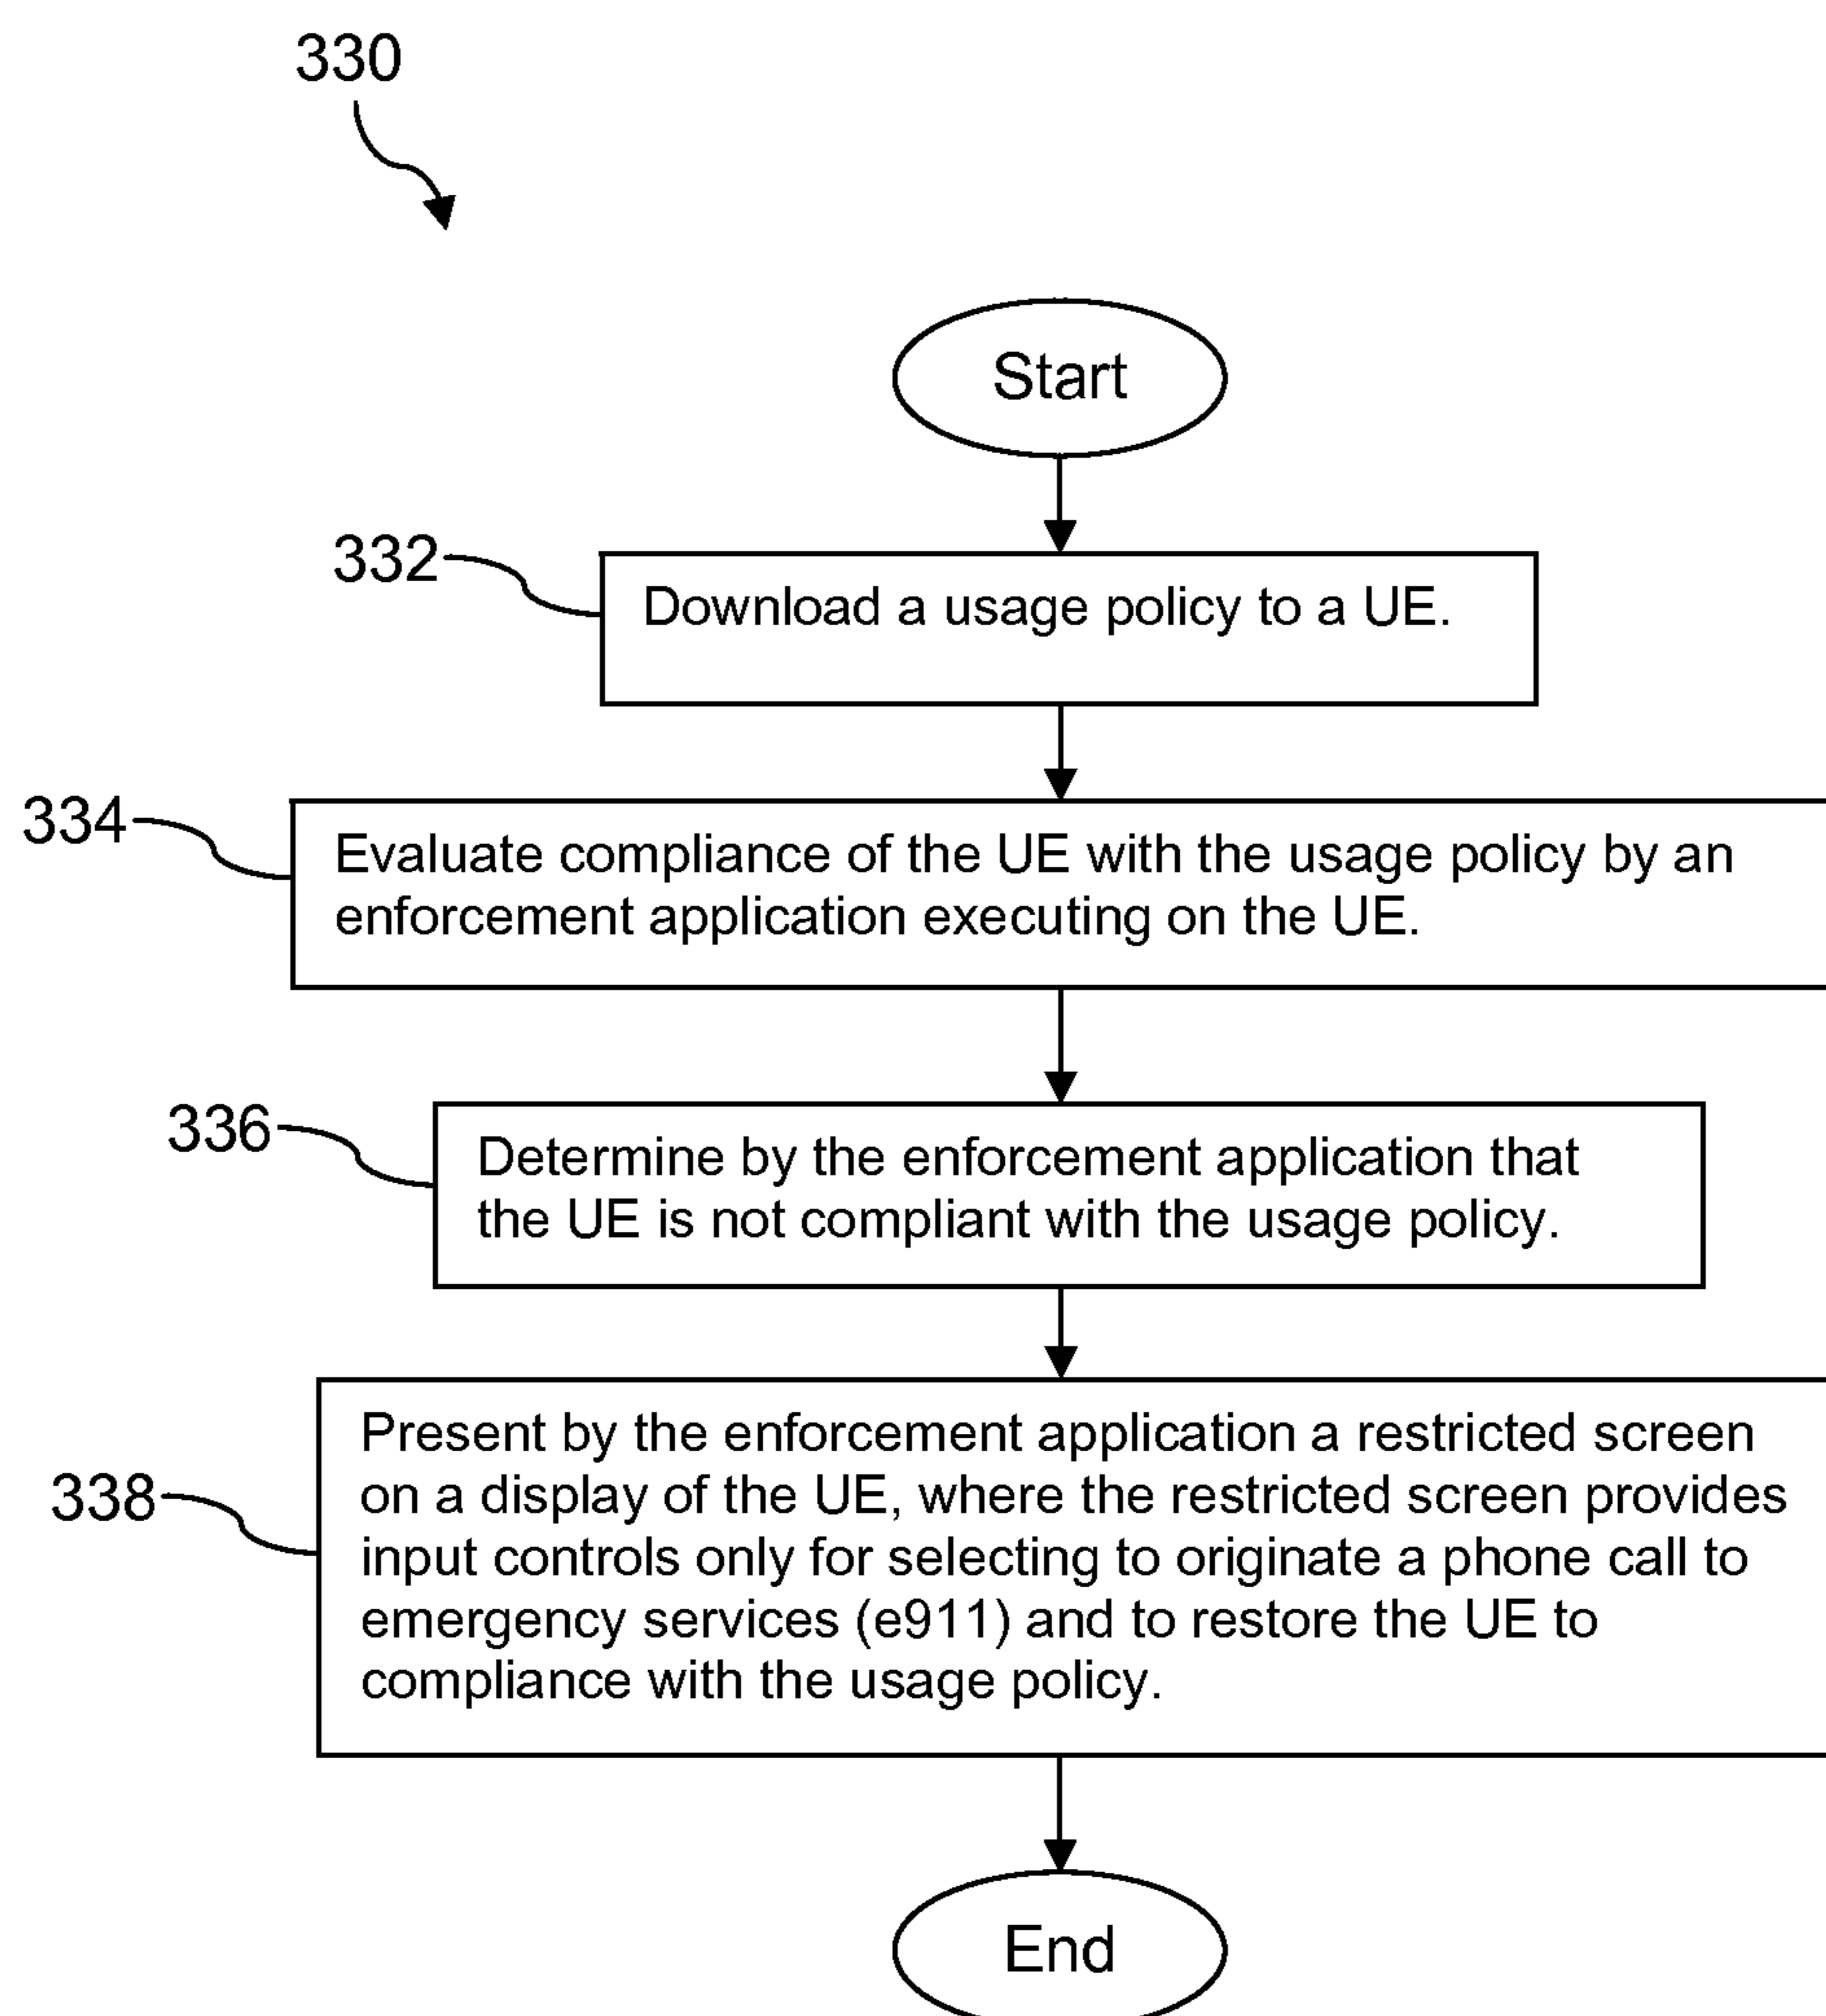 330
Start
332
Download a usage policy to a UE.
334
Evaluate compliance of the UE with the usage policy by an
enforcement application executing on the UE.
336
Determine by the enforcement application that
the UE is not compliant with the usage policy.
338
Present by the enforcement application a restricted screen
on a display of the UE, where the restricted screen provides
input controls only for selecting to originate a phone call to
emergency services (e911) and to restore the UE to
compliance with the usage policy.
End